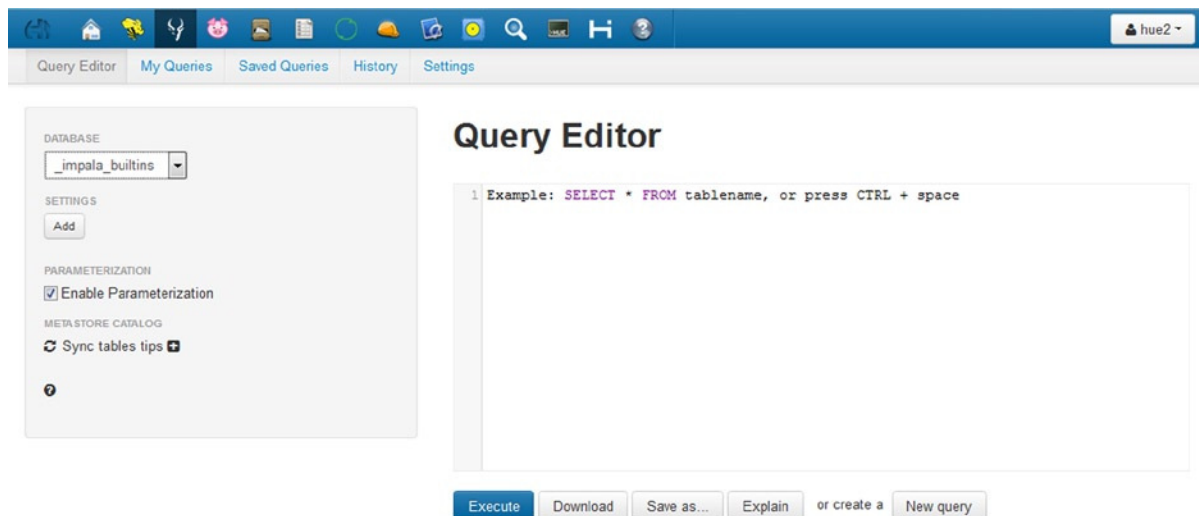 hue2
Query Editor My Queries Saved Queries History Settings
DATABASE
_impala_builtins
SETTINGS
Add
PARAMETERIZATION
Enable Parameterization
METASTORE CATALOG
Sync tables tips
Query Editor
1 Example: SELECT * FROM tablename, or press CTRL + space
Execute Download Save as... Explain or create a New query